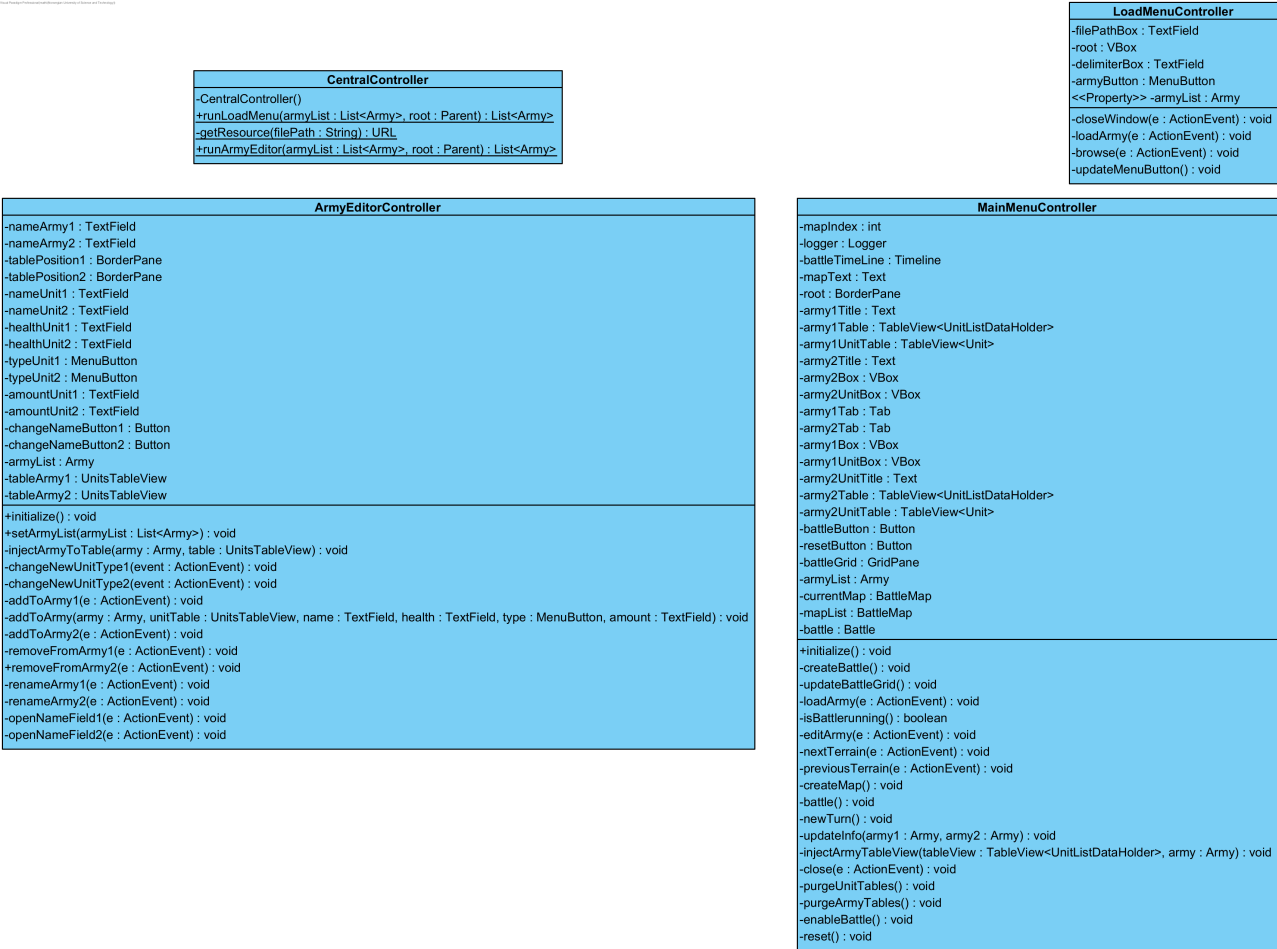 LoadMenuController
-filePathBox : TextField
-root : VBox
-delimiterBox : TextField
-armyButton : MenuButton
<<Property>> -armyList : Army
-closeWindow(e : ActionEvent) : void
-loadArmy(e : ActionEvent) : void
-browse(e : ActionEvent) : void
-updateMenuButton() : void
CentralController
-CentralController()
+runLoadMenu(armyList : List<Army>, root : Parent) : List<Army>
-getResource(filePath : String) : URL
+runArmyEditor(armyList : List<Army>, root : Parent) : List<Army>
ArmyEditorController
-nameArmy1 : TextField
-nameArmy2 : TextField
-tablePosition1 : BorderPane
-tablePosition2 : BorderPane
-nameUnit1 : TextField
-nameUnit2 : TextField
-healthUnit1 : TextField
-healthUnit2 : TextField
-typeUnit1 : MenuButton
-typeUnit2 : MenuButton
-amountUnit1 : TextField
-amountUnit2 : TextField
-changeNameButton1 : Button
-changeNameButton2 : Button
-armyList : Army
-tableArmy1 : UnitsTableView
-tableArmy2 : UnitsTableView
+initialize() : void
+setArmyList(armyList : List<Army>) : void
-injectArmyToTable(army : Army, table : UnitsTableView) : void
-changeNewUnitType1(event : ActionEvent) : void
-changeNewUnitType2(event : ActionEvent) : void
-addToArmy1(e : ActionEvent) : void
-addToArmy(army : Army, unitTable : UnitsTableView, name : TextField, health : TextField, type : MenuButton, amount : TextField) : void
-addToArmy2(e : ActionEvent) : void
-removeFromArmy1(e : ActionEvent) : void
+removeFromArmy2(e : ActionEvent) : void
-renameArmy1(e : ActionEvent) : void
-renameArmy2(e : ActionEvent) : void
-openNameField1(e : ActionEvent) : void
-openNameField2(e : ActionEvent) : void
MainMenuController
-mapIndex : int
-logger : Logger
-battleTimeLine : Timeline
-mapText : Text
-root : BorderPane
-army1Title : Text
-army1Table : TableView<UnitListDataHolder>
-army1UnitTable : TableView<Unit>
-army2Title : Text
-army2Box : VBox
-army2UnitBox : VBox
-army1Tab : Tab
-army2Tab : Tab
-army1Box : VBox
-army1UnitBox : VBox
-army2UnitTitle : Text
-army2Table : TableView<UnitListDataHolder>
-army2UnitTable : TableView<Unit>
-battleButton : Button
-resetButton : Button
-battleGrid : GridPane
-armyList : Army
-currentMap : BattleMap
-mapList : BattleMap
-battle : Battle
+initialize() : void
-createBattle() : void
-updateBattleGrid() : void
-loadArmy(e : ActionEvent) : void
-isBattlerunning() : boolean
-editArmy(e : ActionEvent) : void
-nextTerrain(e : ActionEvent) : void
-previousTerrain(e : ActionEvent) : void
-createMap() : void
-battle() : void
-newTurn() : void
-updateInfo(army1 : Army, army2 : Army) : void
-injectArmyTableView(tableView : TableView<UnitListDataHolder>, army : Army) : void
-close(e : ActionEvent) : void
-purgeUnitTables() : void
-purgeArmyTables() : void
-enableBattle() : void
-reset() : void